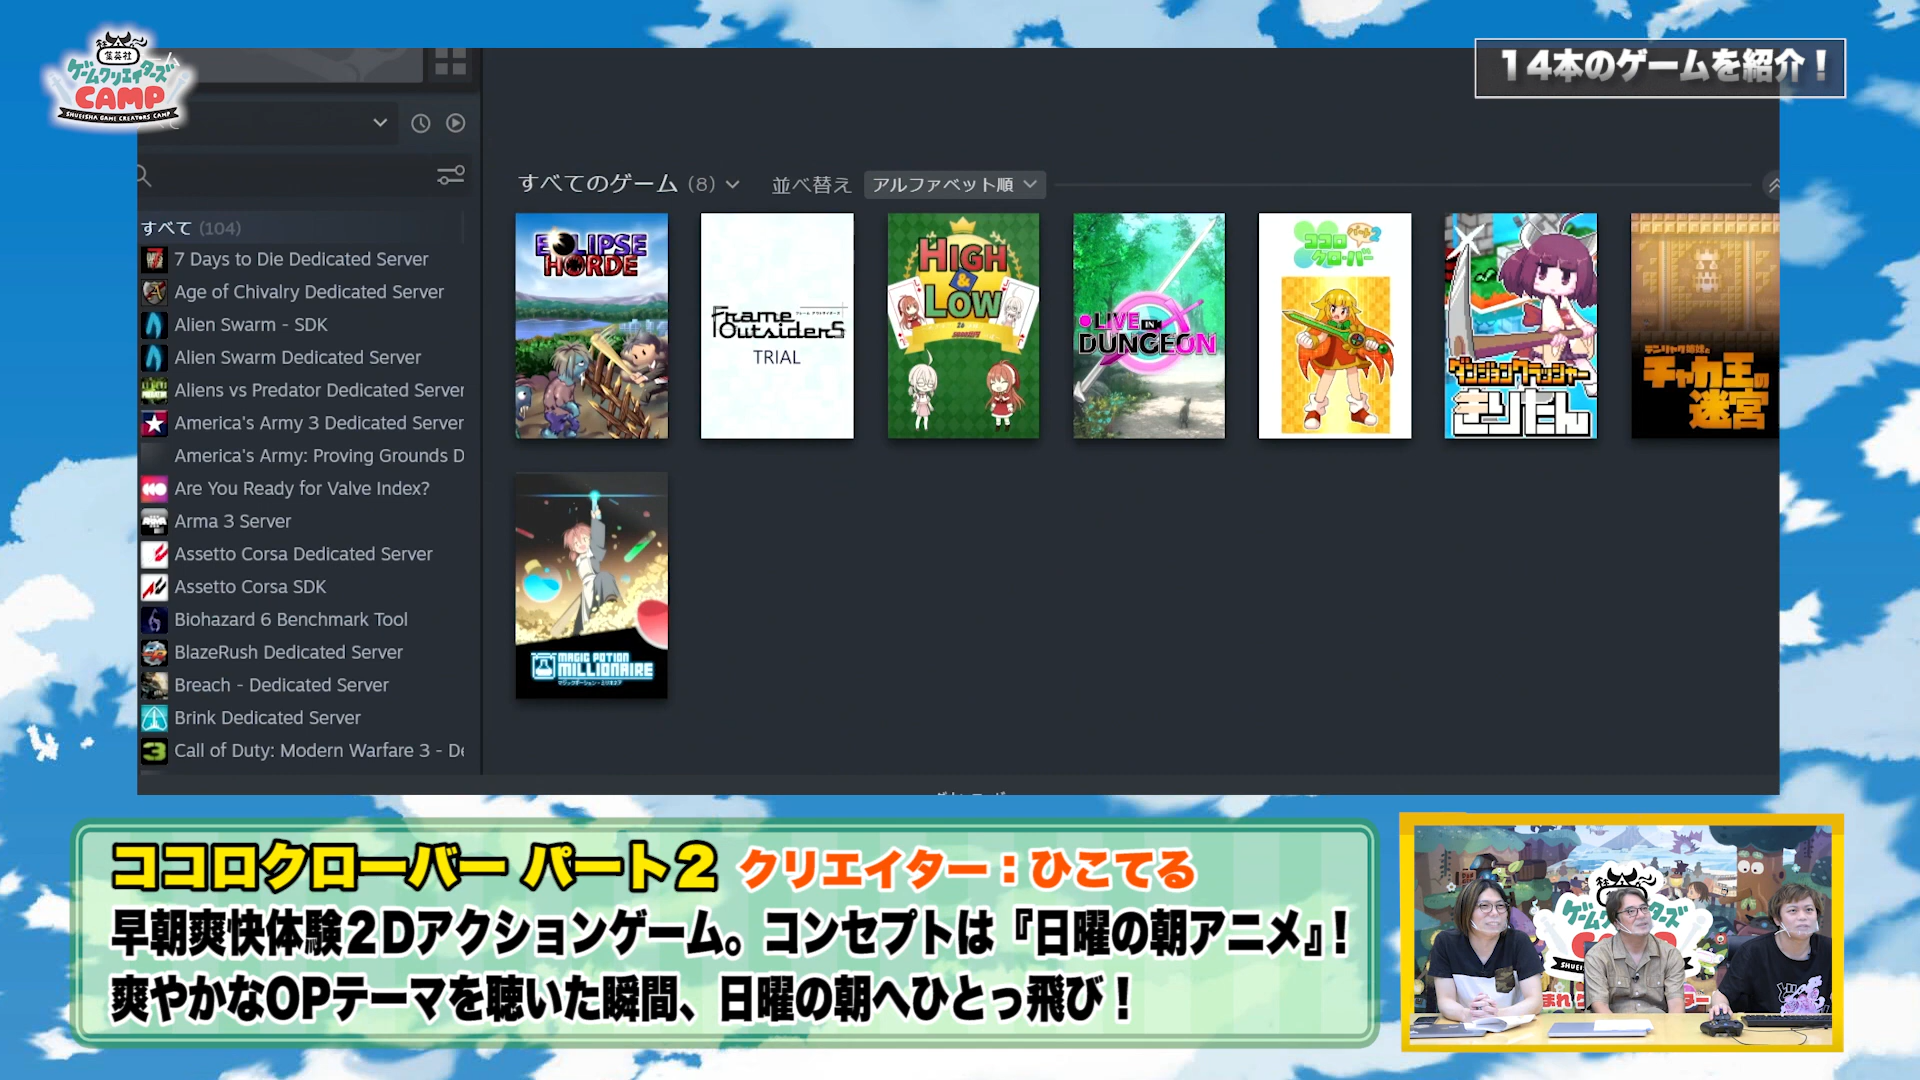 集英社
ゲームクリエイターズ
CAMP
SHUEISHA GAME CREATORS CAMP
14本のゲームを紹介！
すべてのゲーム (8)
並べ替え
アルファベット順
すべて (104)
7 Days to Die Dedicated Server
Age of Chivalry Dedicated Server
Alien Swarm - SDK
Alien Swarm Dedicated Server
Aliens vs Predator Dedicated Server
America's Army 3 Dedicated Server
America's Army: Proving Grounds D
Are You Ready for Valve Index?
Arma 3 Server
Assetto Corsa Dedicated Server
Assetto Corsa SDK
Biohazard 6 Benchmark Tool
BlazeRush Dedicated Server
Breach - Dedicated Server
Brink Dedicated Server
Call of Duty: Modern Warfare 3 - De
ECLIPSE
HORDE
Frame
OutsiderS
TRIAL
HIGH
&
LOW
LIVE IN
DUNGEON
ココロ
クローバー
パート2
ダンジョンクラッシャー
きりたん
チャカ王の
迷宮
MAGIC POTION
MILLIONAIRE
ココロクローバー パート２ クリエイター：ひこてる
早朝爽快体験２Dアクションゲーム。コンセプトは『日曜の朝アニメ』！
爽やかなOPテーマを聴いた瞬間、日曜の朝へひとっ飛び！